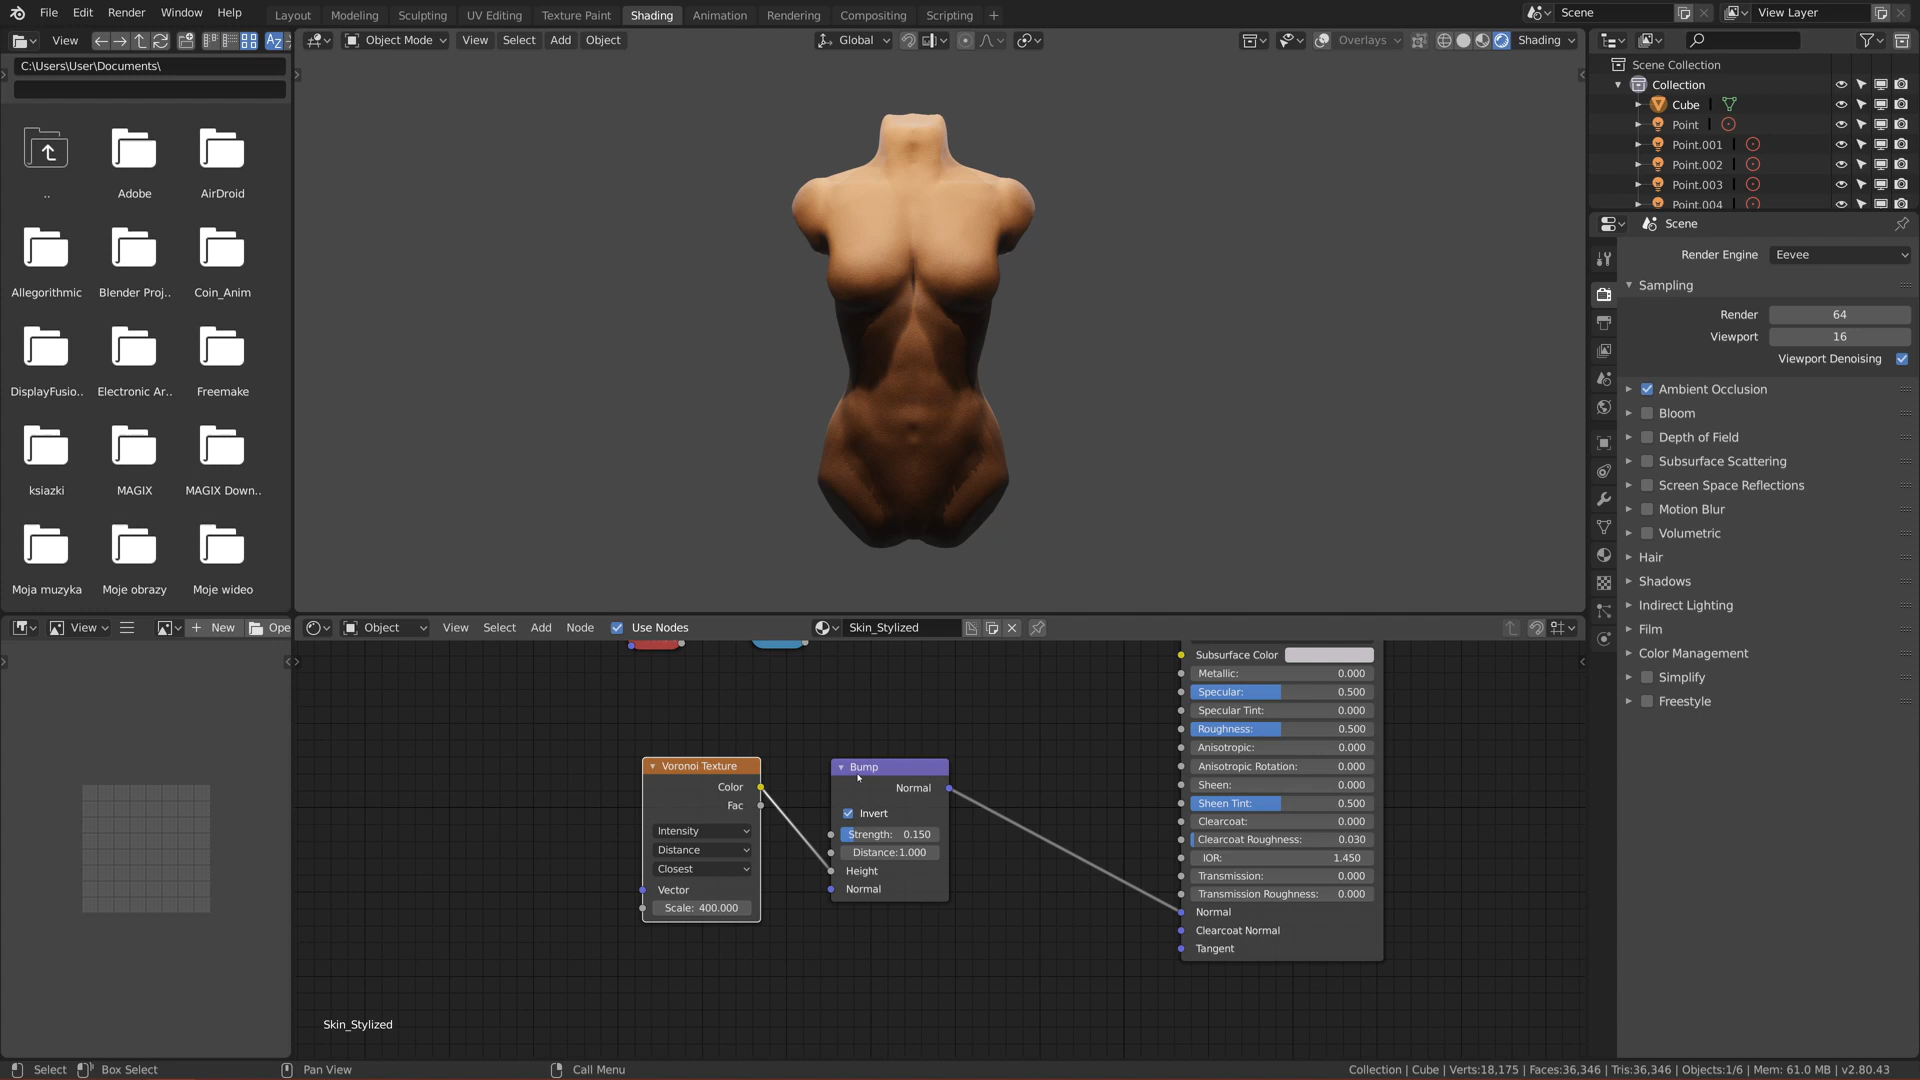 File Edit Render Window Help
Layout Modeling Sculpting UV Editing Texture Paint Shading Animation Rendering Compositing Scripting
Scene View Layer
View
Object Mode View Select Add Object Global Overlays Shading
C:\Users\User\Documents\
.. Adobe AirDroid
Allegorithmic Blender Proj.. Coin_Anim
DisplayFusio.. Electronic Ar.. Freemake
ksiazki MAGIX MAGIX Down..
Moja muzyka Moje obrazy Moje wideo
Scene Collection
Collection
Cube
Point
Point.001
Point.002
Point.003
Point.004
Scene
Render Engine Eevee
Sampling
Render 64
Viewport 16
Viewport Denoising
Ambient Occlusion
Bloom
Depth of Field
Subsurface Scattering
Screen Space Reflections
Motion Blur
Volumetric
Hair
Shadows
Indirect Lighting
Film
Color Management
Simplify
Freestyle
View New Ope
Object View Select Add Node Use Nodes Skin_Stylized
Voronoi Texture
Color
Fac
Intensity
Distance
Closest
Vector
Scale: 400.000
Bump
Normal
Invert
Strength: 0.150
Distance: 1.000
Height
Normal
Subsurface Color
Metallic: 0.000
Specular: 0.500
Specular Tint: 0.000
Roughness: 0.500
Anisotropic: 0.000
Anisotropic Rotation: 0.000
Sheen: 0.000
Sheen Tint: 0.500
Clearcoat: 0.000
Clearcoat Roughness: 0.030
IOR: 1.450
Transmission: 0.000
Transmission Roughness: 0.000
Normal
Clearcoat Normal
Tangent
Skin_Stylized
Select Box Select Pan View Call Menu
Collection | Cube | Verts:18,175 | Faces:36,346 | Tris:36,346 | Objects:1/6 | Mem: 61.0 MB | v2.80.43